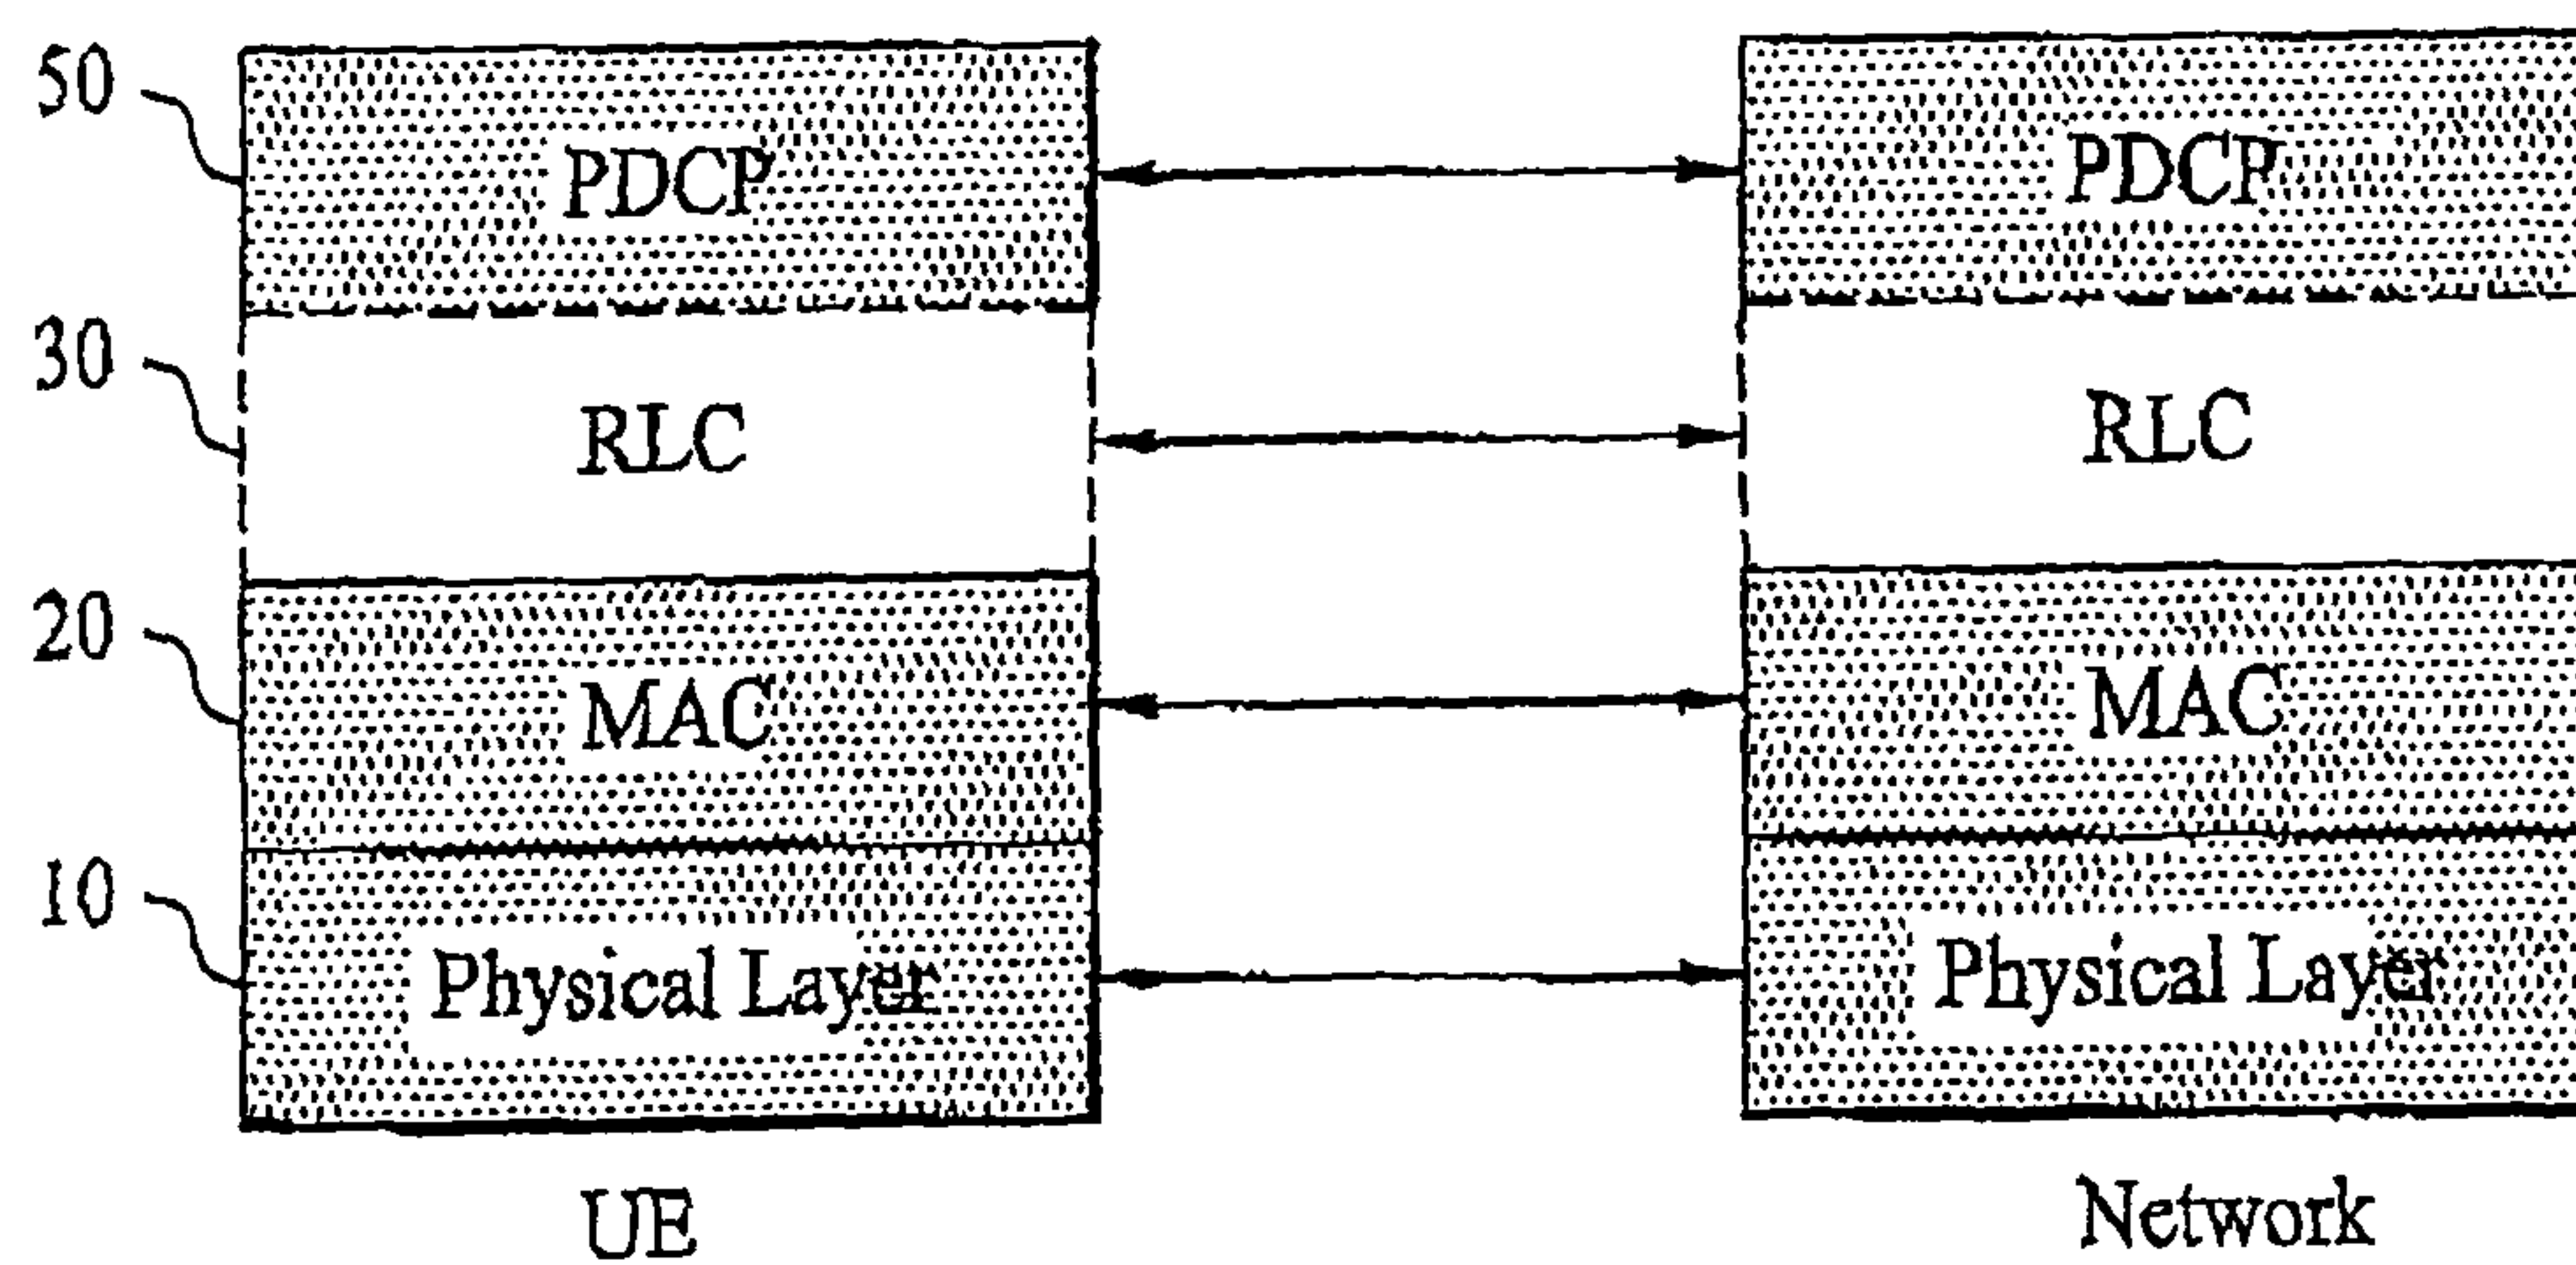 50 PDCP PDCP
30 RLC RLC
20 MAC MAC
10 Physical Layer Physical Layer
UE Network